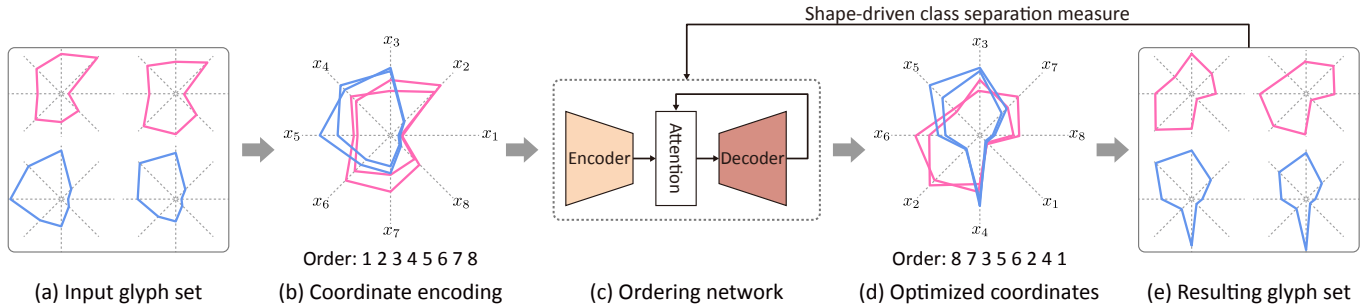 Shape-driven class separation measure
x₃
x₄
x₂
x₅
x₁
x₆
x₈
x₇
Order: 1 2 3 4 5 6 7 8
Encoder
Attention
Decoder
x₃
x₅
x₇
x₆
x₈
x₂
x₁
x₄
Order: 8 7 3 5 6 2 4 1
(a) Input glyph set
(b) Coordinate encoding
(c) Ordering network
(d) Optimized coordinates
(e) Resulting glyph set